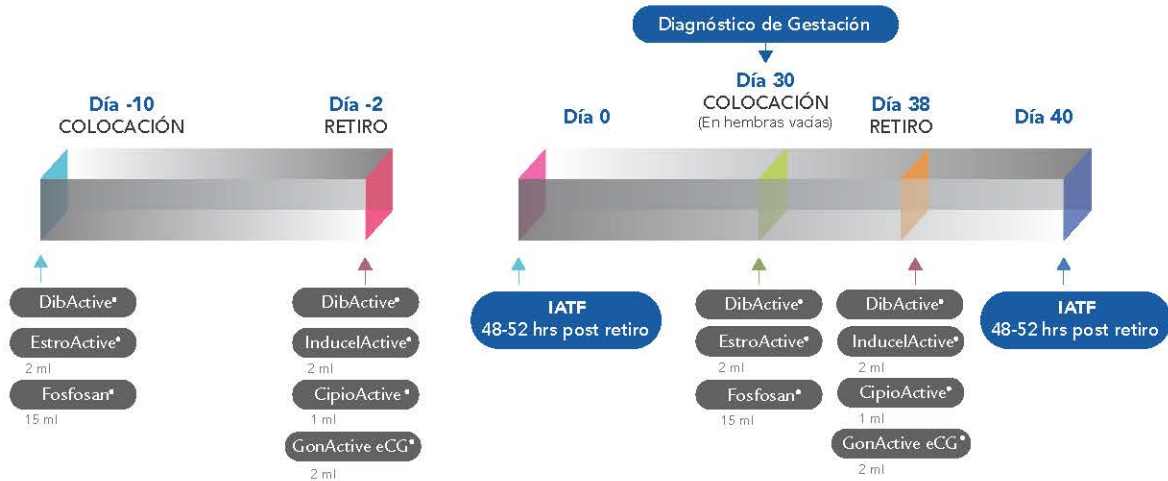 Diagnóstico de Gestación
Día -10
COLOCACIÓN
Día -2
RETIRO
Día 0
Día 30
COLOCACIÓN
(En hembras vacías)
Día 38
RETIRO
Día 40
DibActive®
EstroActive®
2 ml
Fosfosan®
15 ml
DibActive®
InducelActive®
2 ml
CipioActive®
1 ml
GonActive eCG®
2 ml
IATF
48-52 hrs post retiro
DibActive®
EstroActive®
2 ml
Fosfosan®
15 ml
DibActive®
InducelActive®
2 ml
CipioActive®
1 ml
GonActive eCG®
2 ml
IATF
48-52 hrs post retiro